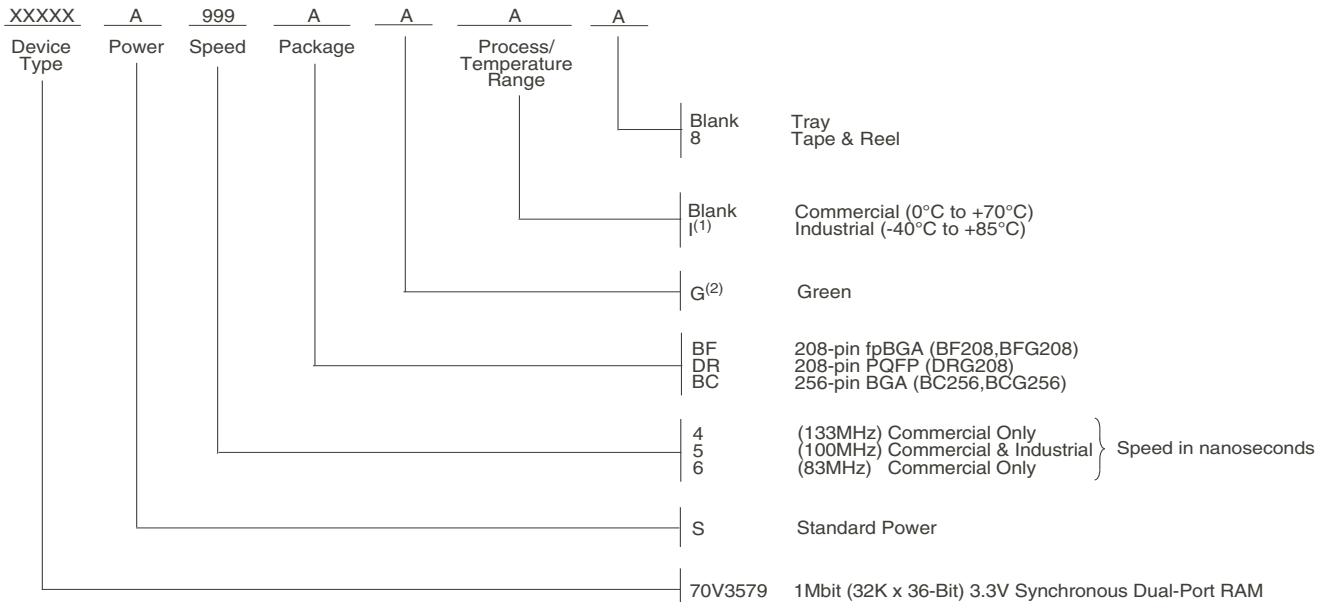 XXXXX A 999 A A A A
Device Type Power Speed Package Process/ Temperature Range
Blank Tray
8 Tape & Reel
Blank Commercial (0°C to +70°C)
I(1) Industrial (-40°C to +85°C)
G(2) Green
BF 208-pin fpBGA (BF208,BFG208)
DR 208-pin PQFP (DRG208)
BC 256-pin BGA (BC256,BCG256)
4 (133MHz) Commercial Only
5 (100MHz) Commercial & Industrial Speed in nanoseconds
6 (83MHz) Commercial Only
S Standard Power
70V3579 1Mbit (32K x 36-Bit) 3.3V Synchronous Dual-Port RAM